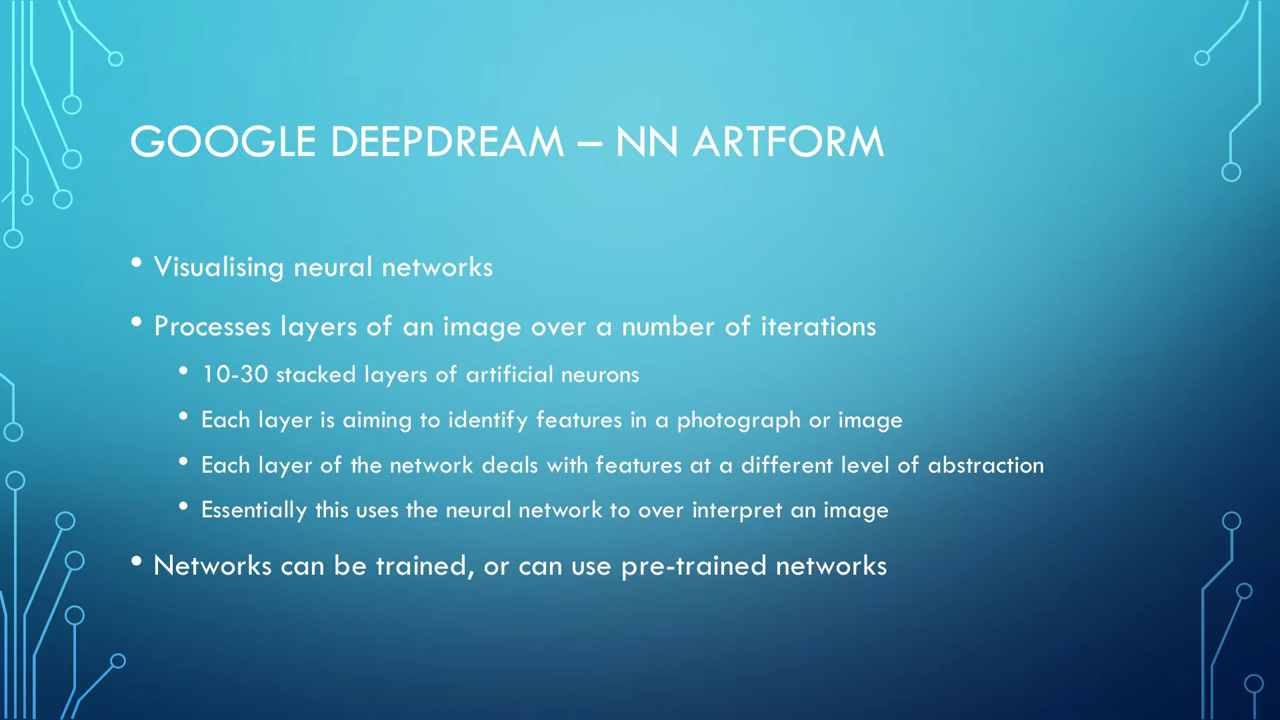 GOOGLE DEEPDREAM – NN ARTFORM
• Visualising neural networks
• Processes layers of an image over a number of iterations
• 10-30 stacked layers of artificial neurons
• Each layer is aiming to identify features in a photograph or image
• Each layer of the network deals with features at a different level of abstraction
• Essentially this uses the neural network to over interpret an image
• Networks can be trained, or can use pre-trained networks